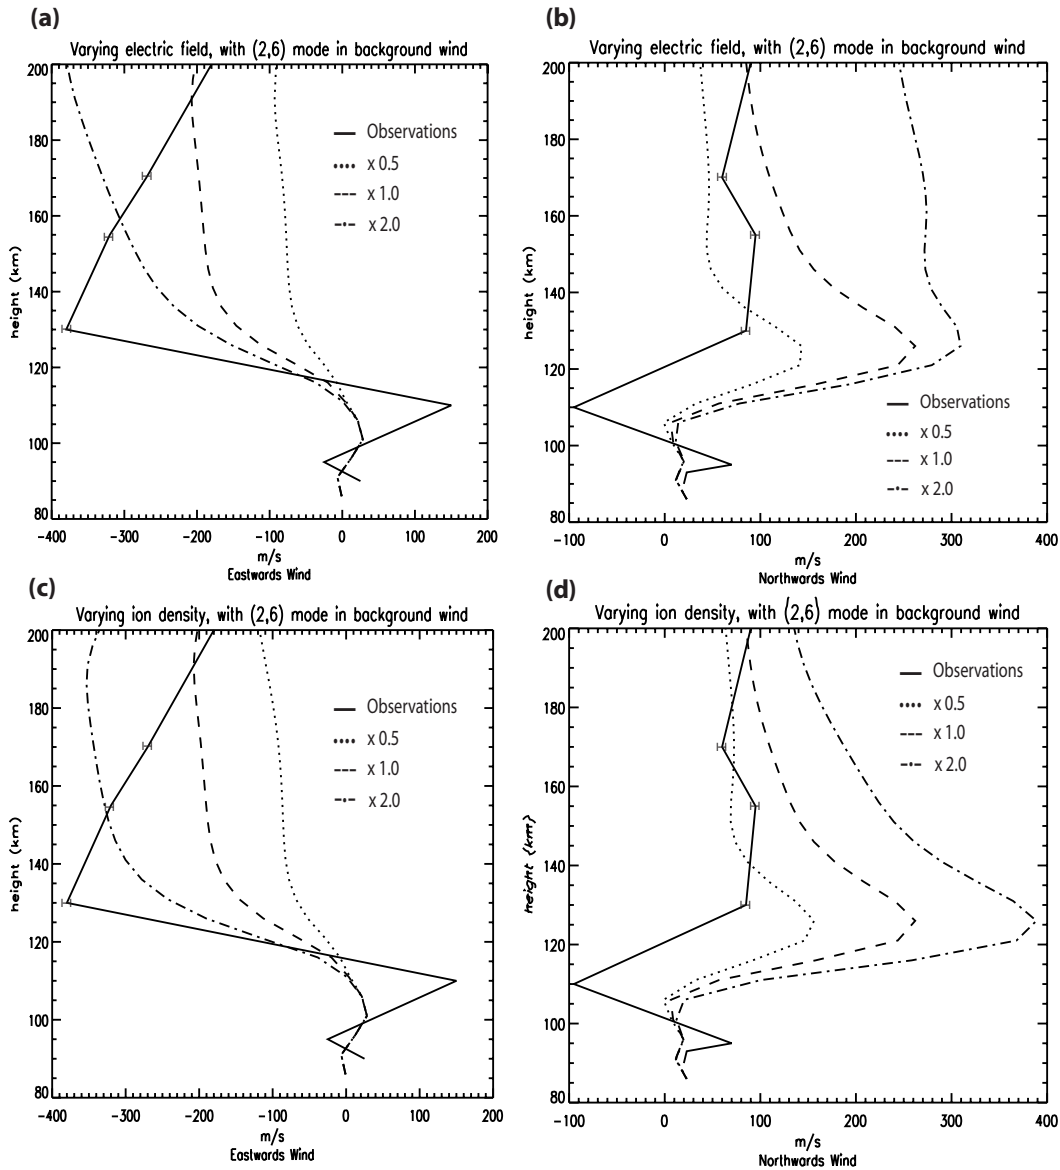 (a)
Varying electric field, with (2,6) mode in background wind
200
180
160
140
120
100
80
height (km)
Observations
x 0.5
x 1.0
x 2.0
-400 -300 -200 -100 0 100 200
m/s
Eastwards Wind
(b)
Varying electric field, with (2,6) mode in background wind
200
180
160
140
120
100
80
height (km)
Observations
x 0.5
x 1.0
x 2.0
-100 0 100 200 300 400
m/s
Northwards Wind
(c)
Varying ion density, with (2,6) mode in background wind
200
180
160
140
120
100
80
height (km)
Observations
x 0.5
x 1.0
x 2.0
-400 -300 -200 -100 0 100 200
m/s
Eastwards Wind
(d)
Varying ion density, with (2,6) mode in background wind
200
180
160
140
120
100
80
height (km)
Observations
x 0.5
x 1.0
x 2.0
-100 0 100 200 300 400
m/s
Northwards Wind